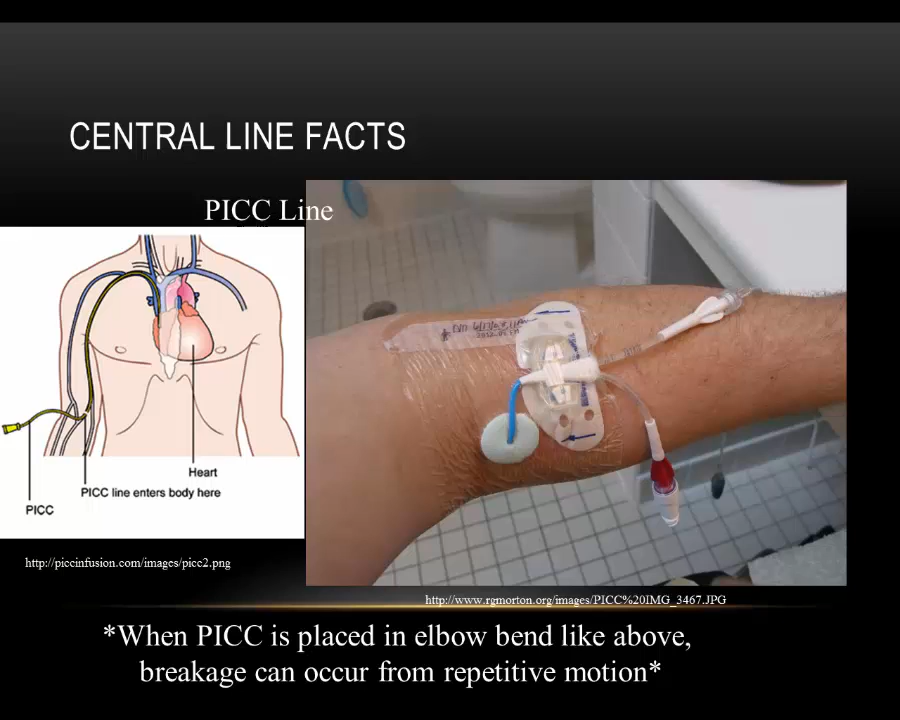 CENTRAL LINE FACTS
PICC Line
Heart
PICC line enters body here
PICC
http://piccinfusion.com/images/picc2.png
http://www.rgmorton.org/images/PICC%20IMG_3467.JPG
*When PICC is placed in elbow bend like above,
breakage can occur from repetitive motion*